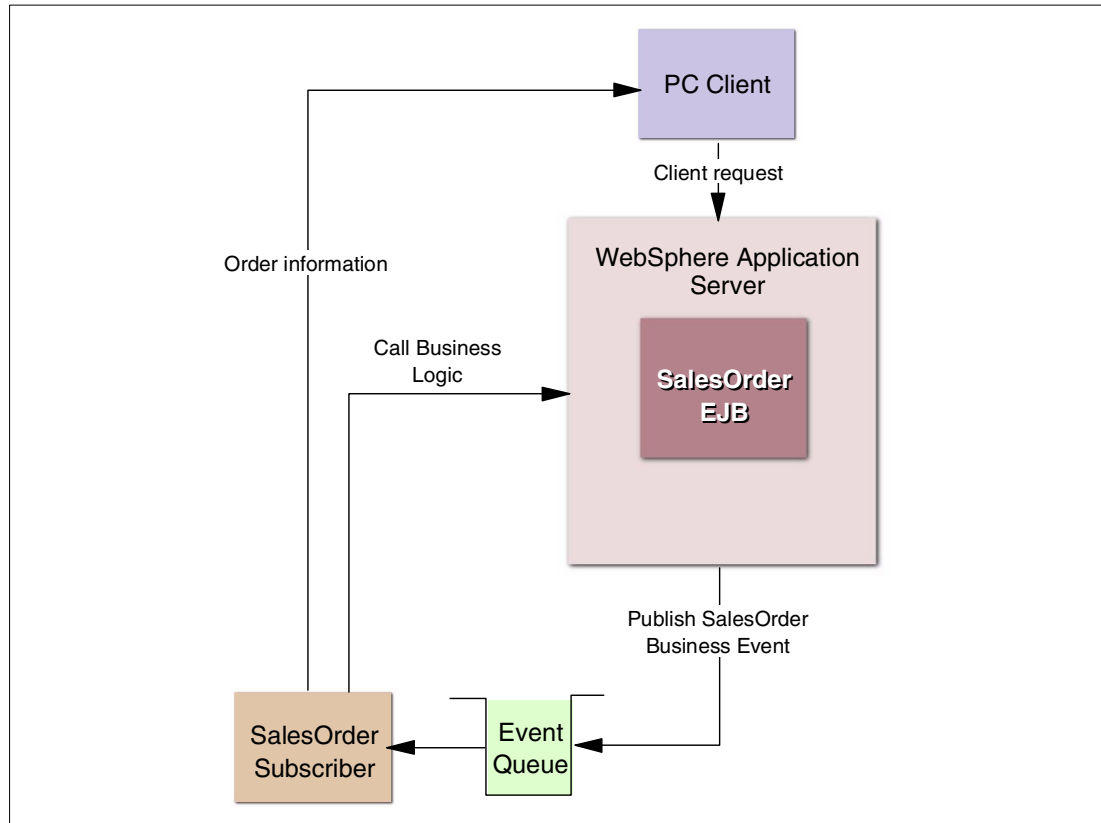 PC Client
Client request
WebSphere Application
Server
Order information
Call Business
Logic
SalesOrder
EJB
Publish SalesOrder
Business Event
SalesOrder
Subscriber
Event
Queue